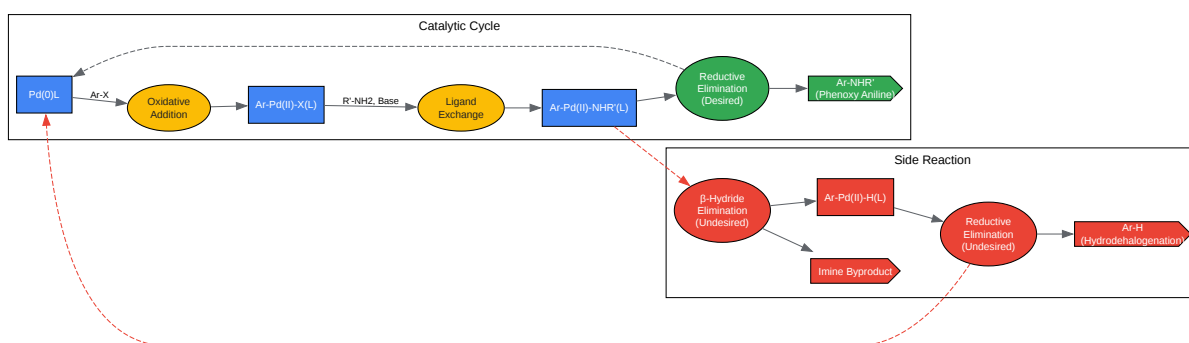 Catalytic Cycle
Pd(0)L
Ar-X
Oxidative
Addition
Ar-Pd(II)-X(L)
R'-NH2, Base
Ligand
Exchange
Ar-Pd(II)-NHR'(L)
Reductive
Elimination
(Desired)
Ar-NHR'
(Phenoxy Aniline)
Side Reaction
β-Hydride
Elimination
(Undesired)
Ar-Pd(II)-H(L)
Imine Byproduct
Reductive
Elimination
(Undesired)
Ar-H
(Hydrodehalogenation)